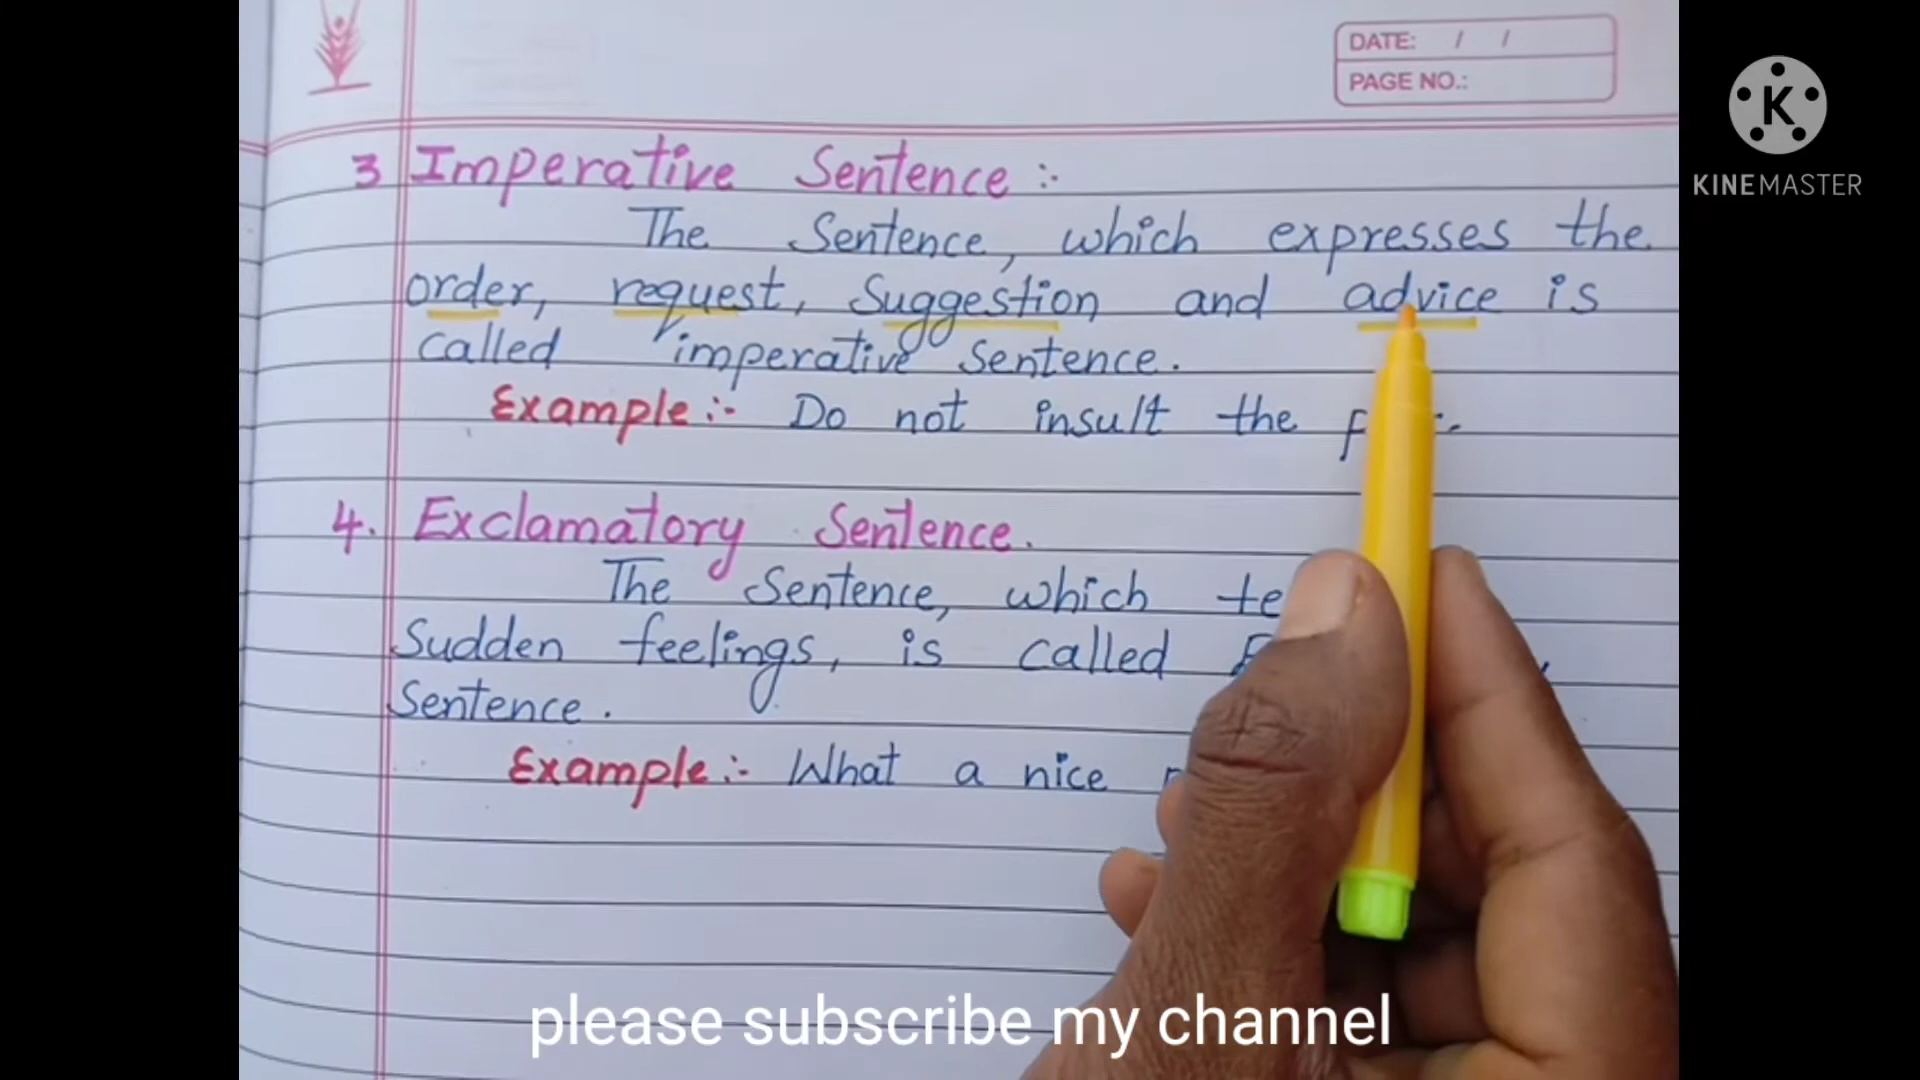 DATE: / /
PAGE NO.:
K
KINEMASTER
3 Imperative Sentence :-
The Sentence, which expresses the
order, request, Suggestion and advice is
called imperative Sentence.
Example :- Do not insult the
4. Exclamatory Sentence.
The Sentence, which
Sudden feelings, is called
Sentence.
Example :- What a nice
please subscribe my channel